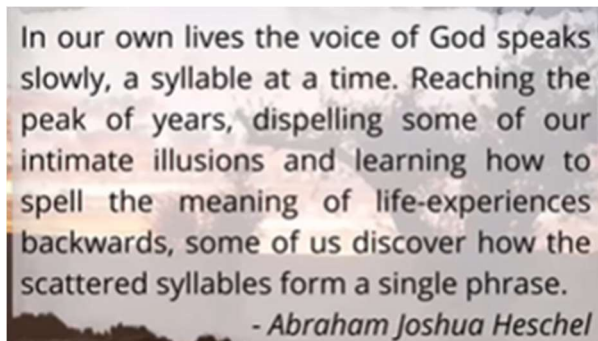 In our own lives the voice of God speaks
slowly, a syllable at a time. Reaching the
peak of years, dispelling some of our
intimate illusions and learning how to
spell the meaning of life-experiences
backwards, some of us discover how the
scattered syllables form a single phrase.
- Abraham Joshua Heschel